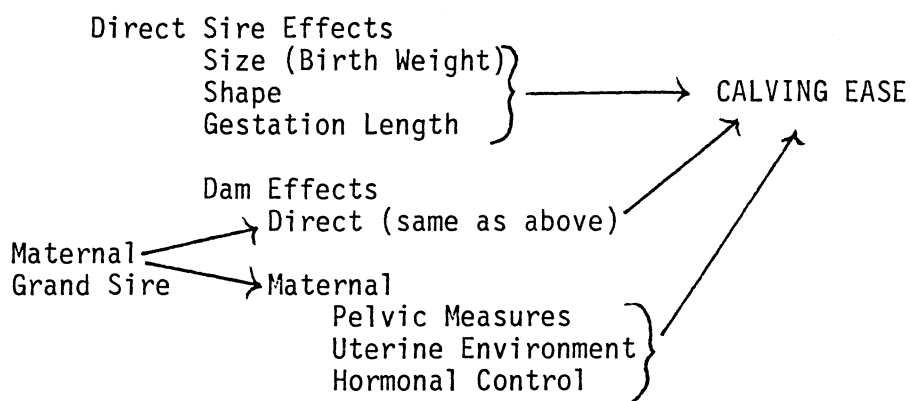 Direct Sire Effects
Size (Birth Weight)
Shape
Gestation Length
CALVING EASE
Dam Effects
Direct (same as above)
Maternal
Grand Sire
Maternal
Pelvic Measures
Uterine Environment
Hormonal Control